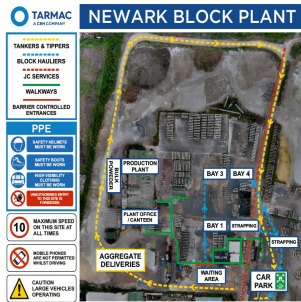 TARMAC
A CRH COMPANY
NEWARK BLOCK PLANT
TANKERS & TIPPERS
BLOCK HAULIERS
JC SERVICES
WALKWAYS
BARRIER CONTROLLED
ENTRANCES
PPE
SAFETY HELMETS
MUST BE WORN
SAFETY BOOTS
MUST BE WORN
HIGH VISIBILITY
CLOTHING
MUST BE WORN
UNAUTHORISED ENTRY
TO THIS SITE IS
FORBIDDEN
10
MAXIMUM SPEED
ON THIS SITE AT
ALL TIMES
MOBILE PHONES
ARE NOT PERMITTED
WHILST DRIVING
CAUTION
LARGE VEHICLES
OPERATING
BULK
POWDER
PRODUCTION
PLANT
BAY 3
BAY 4
PLANT OFFICE
/ CANTEEN
BAY 1
STRAPPING
STRAPPING
AGGREGATE
DELIVERIES
WAITING
AREA
CAR
PARK